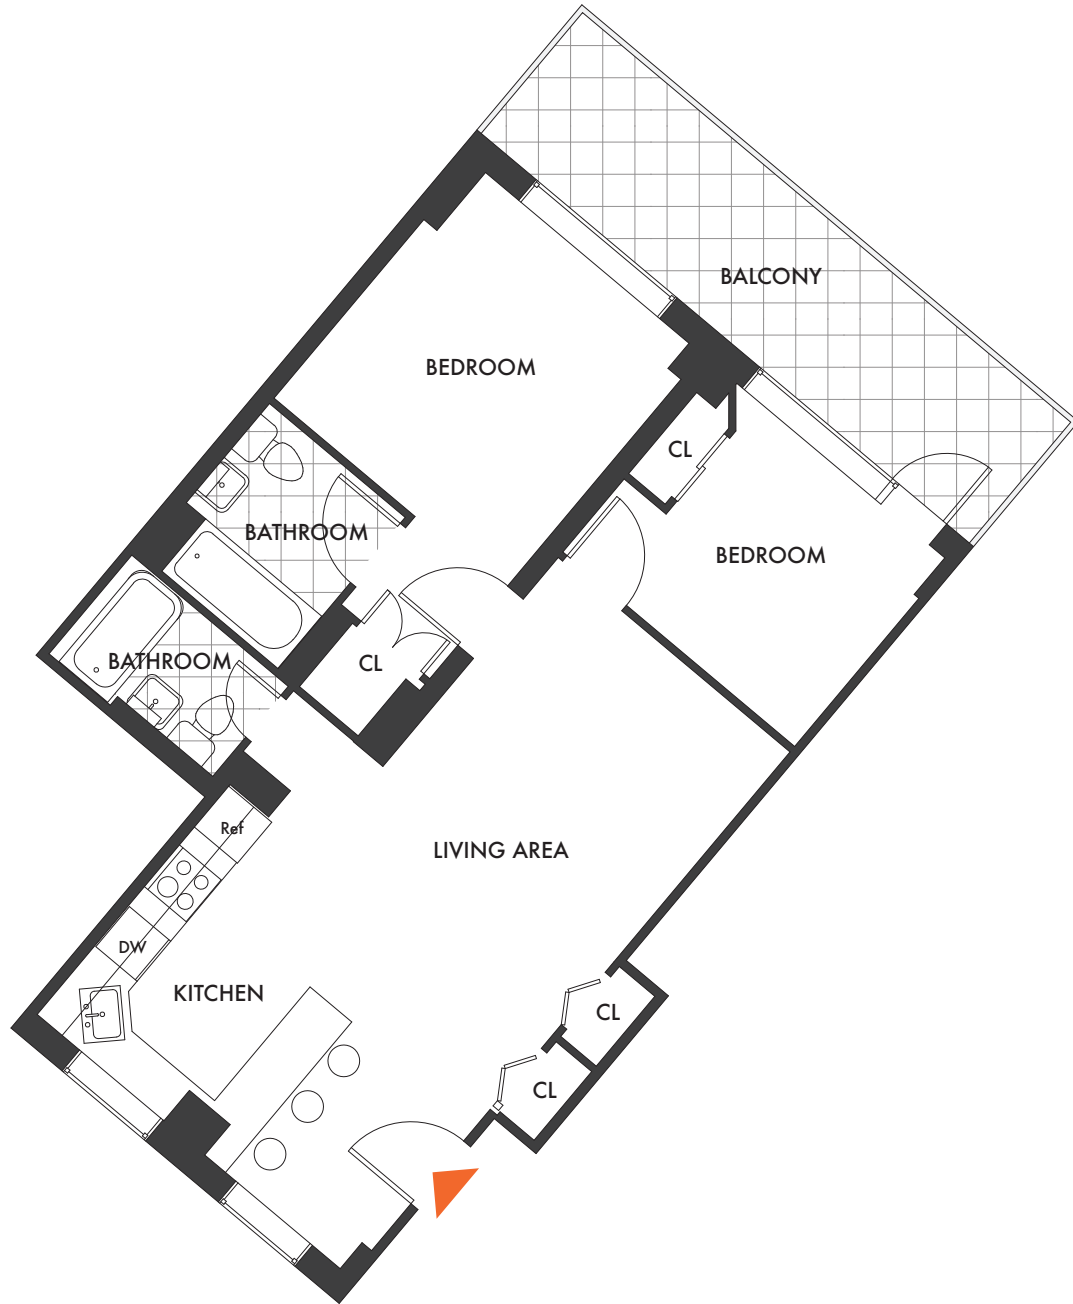 BALCONY
BEDROOM
CL
BATHROOM
BEDROOM
BATHROOM
CL
Ref
LIVING AREA
DW
KITCHEN
CL
CL